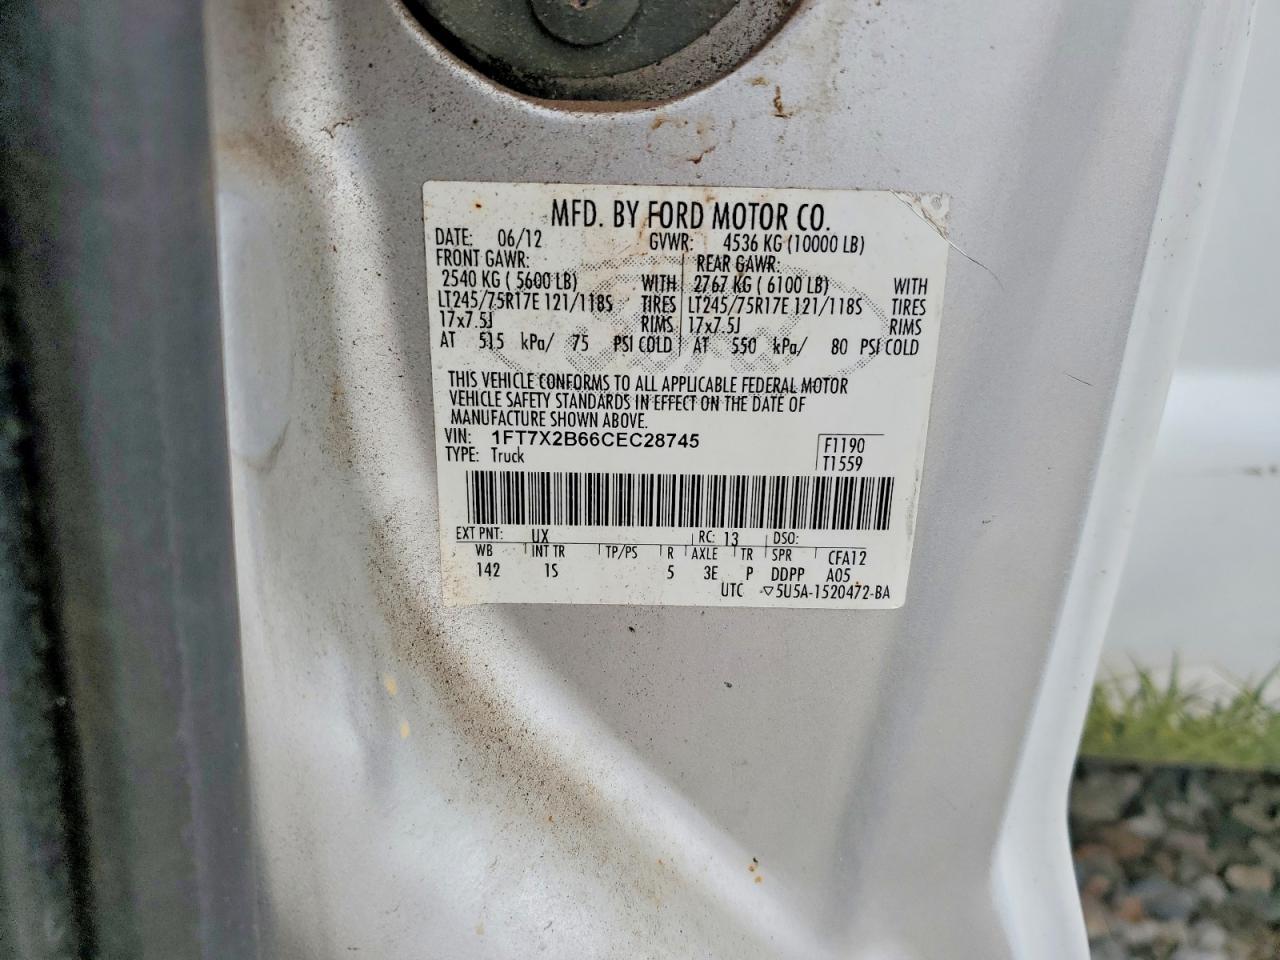 MFD. BY FORD MOTOR CO.
DATE: 06/12 GVWR: 4536 KG (10000 LB)
FRONT GAWR: REAR GAWR:
2540 KG ( 5600 LB) WITH 2767 KG ( 6100 LB) WITH
LT245/75R17E 121/118S TIRES LT245/75R17E 121/118S TIRES
17x7.5J RIMS 17x7.5J RIMS
AT 515 kPa/ 75 PSI COLD AT 550 kPa/ 80 PSI COLD
THIS VEHICLE CONFORMS TO ALL APPLICABLE FEDERAL MOTOR
VEHICLE SAFETY STANDARDS IN EFFECT ON THE DATE OF
MANUFACTURE SHOWN ABOVE.
VIN: 1FT7X2B66CEC28745 F1190
TYPE: Truck T1559
EXT PNT: UX RC: 13 DSO:
WB INT TR TP/PS R AXLE TR SPR CFA12
142 1S 5 3E P DDPP A05
UTC ▽5U5A-1520472-BA